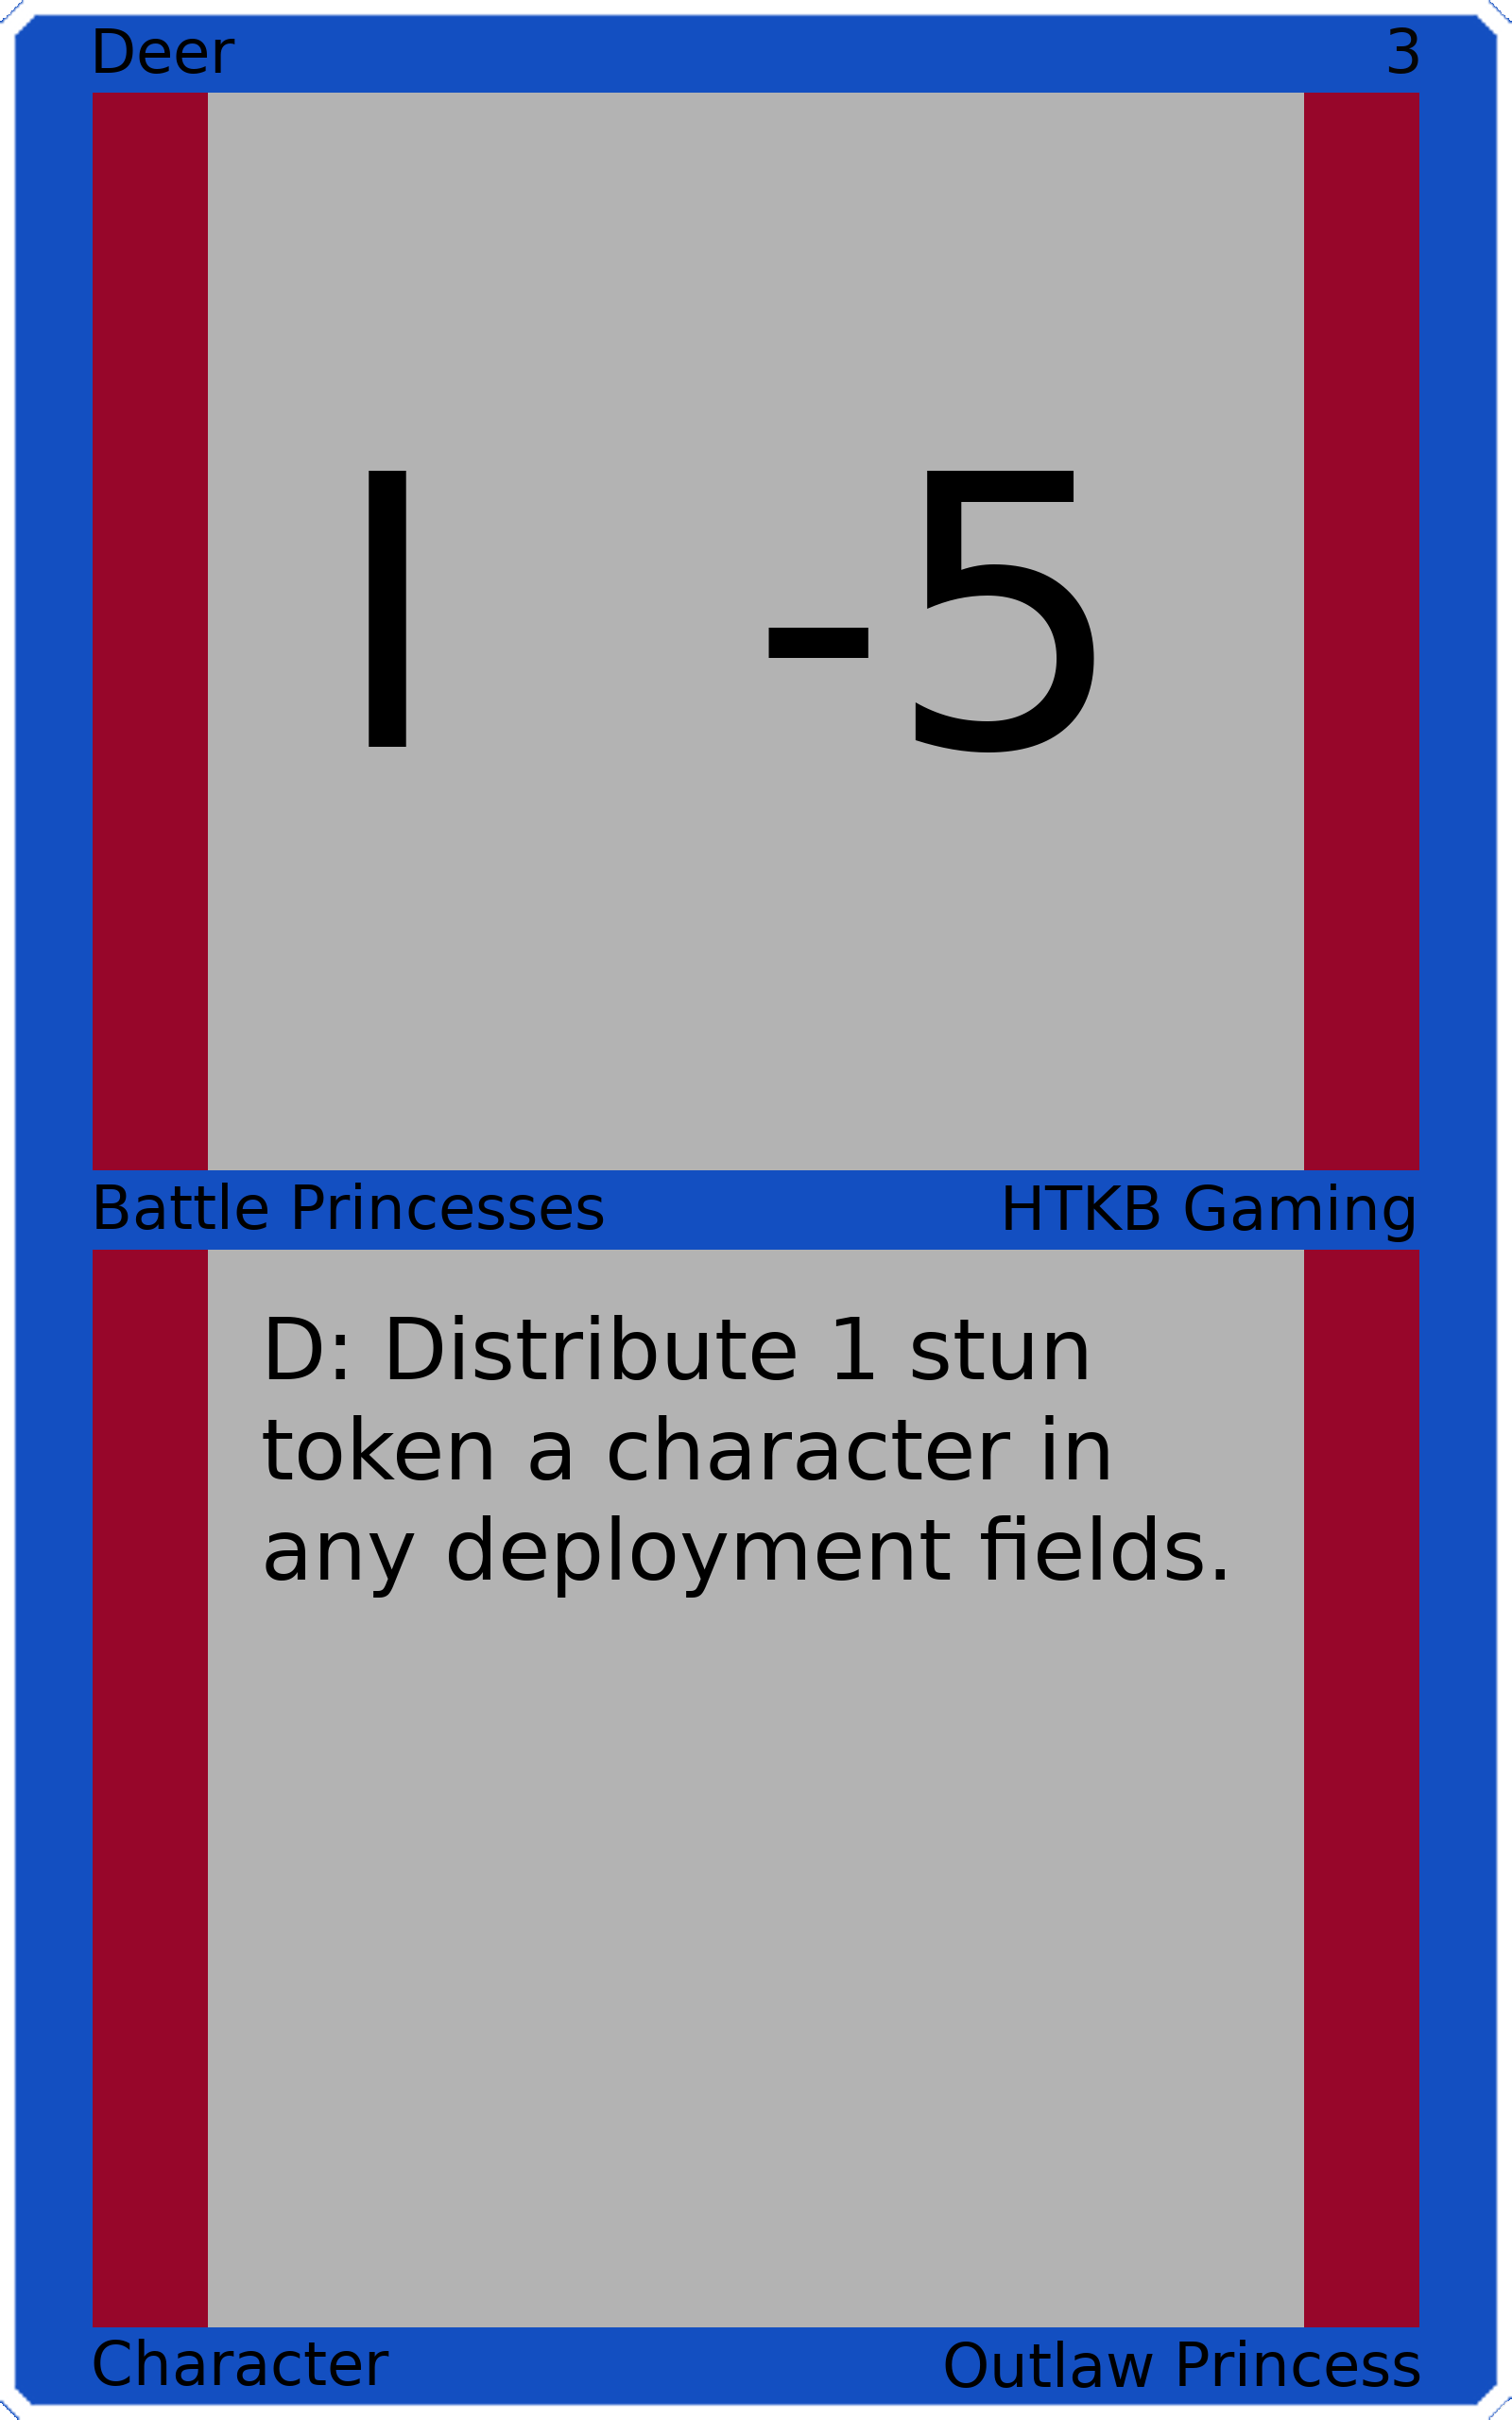 Deer 3
I -5
Battle Princesses HTKB Gaming
D: Distribute 1 stun
token a character in
any deployment fields.
Character Outlaw Princess